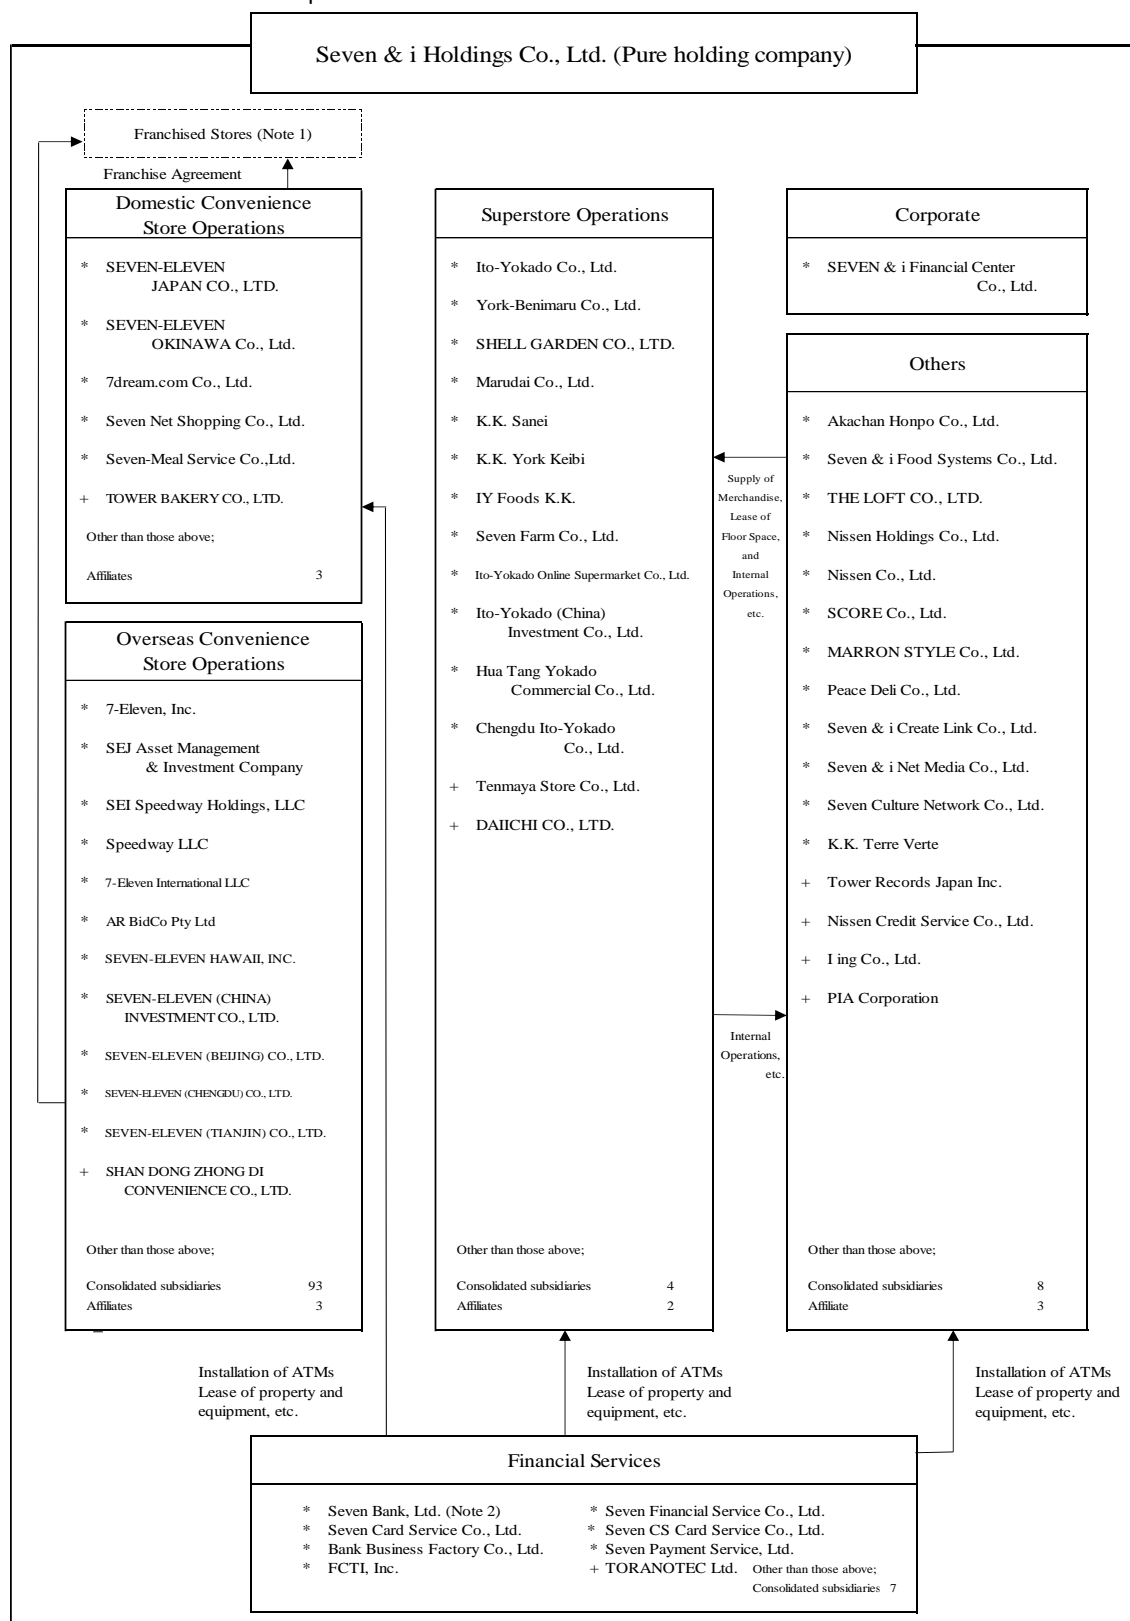 Seven & i Holdings Co., Ltd. (Pure holding company)
Franchised Stores (Note 1)
Franchise Agreement
Domestic Convenience
Store Operations
* SEVEN-ELEVEN
JAPAN CO., LTD.
* SEVEN-ELEVEN
OKINAWA Co., Ltd.
* 7dream.com Co., Ltd.
* Seven Net Shopping Co., Ltd.
* Seven-Meal Service Co.,Ltd.
+ TOWER BAKERY CO., LTD.
Other than those above;
Affiliates 3
Overseas Convenience
Store Operations
* 7-Eleven, Inc.
* SEJ Asset Management
& Investment Company
* SEI Speedway Holdings, LLC
* Speedway LLC
* 7-Eleven International LLC
* AR BidCo Pty Ltd
* SEVEN-ELEVEN HAWAII, INC.
* SEVEN-ELEVEN (CHINA)
INVESTMENT CO., LTD.
* SEVEN-ELEVEN (BEIJING) CO., LTD.
* SEVEN-ELEVEN (CHENGDU) CO., LTD.
* SEVEN-ELEVEN (TIANJIN) CO., LTD.
+ SHAN DONG ZHONG DI
CONVENIENCE CO., LTD.
Other than those above;
Consolidated subsidiaries 93
Affiliates 3
Superstore Operations
* Ito-Yokado Co., Ltd.
* York-Benimaru Co., Ltd.
* SHELL GARDEN CO., LTD.
* Marudai Co., Ltd.
* K.K. Sanei
* K.K. York Keibi
* IY Foods K.K.
* Seven Farm Co., Ltd.
* Ito-Yokado Online Supermarket Co., Ltd.
* Ito-Yokado (China)
Investment Co., Ltd.
* Hua Tang Yokado
Commercial Co., Ltd.
* Chengdu Ito-Yokado
Co., Ltd.
+ Tenmaya Store Co., Ltd.
+ DAIICHI CO., LTD.
Other than those above;
Consolidated subsidiaries 4
Affiliates 2
Supply of
Merchandise,
Lease of
Floor Space,
and
Internal
Operations,
etc.
Internal
Operations,
etc.
Corporate
* SEVEN & i Financial Center
Co., Ltd.
Others
* Akachan Honpo Co., Ltd.
* Seven & i Food Systems Co., Ltd.
* THE LOFT CO., LTD.
* Nissen Holdings Co., Ltd.
* Nissen Co., Ltd.
* SCORE Co., Ltd.
* MARRON STYLE Co., Ltd.
* Peace Deli Co., Ltd.
* Seven & i Create Link Co., Ltd.
* Seven & i Net Media Co., Ltd.
* Seven Culture Network Co., Ltd.
* K.K. Terre Verte
+ Tower Records Japan Inc.
+ Nissen Credit Service Co., Ltd.
+ I ing Co., Ltd.
+ PIA Corporation
Other than those above;
Consolidated subsidiaries 8
Affiliate 3
Installation of ATMs
Lease of property and
equipment, etc.
Installation of ATMs
Lease of property and
equipment, etc.
Installation of ATMs
Lease of property and
equipment, etc.
Financial Services
* Seven Bank, Ltd. (Note 2)
* Seven Card Service Co., Ltd.
* Bank Business Factory Co., Ltd.
* FCTI, Inc.
* Seven Financial Service Co., Ltd.
* Seven CS Card Service Co., Ltd.
* Seven Payment Service, Ltd.
+ TORANOTEC Ltd. Other than those above;
Consolidated subsidiaries 7